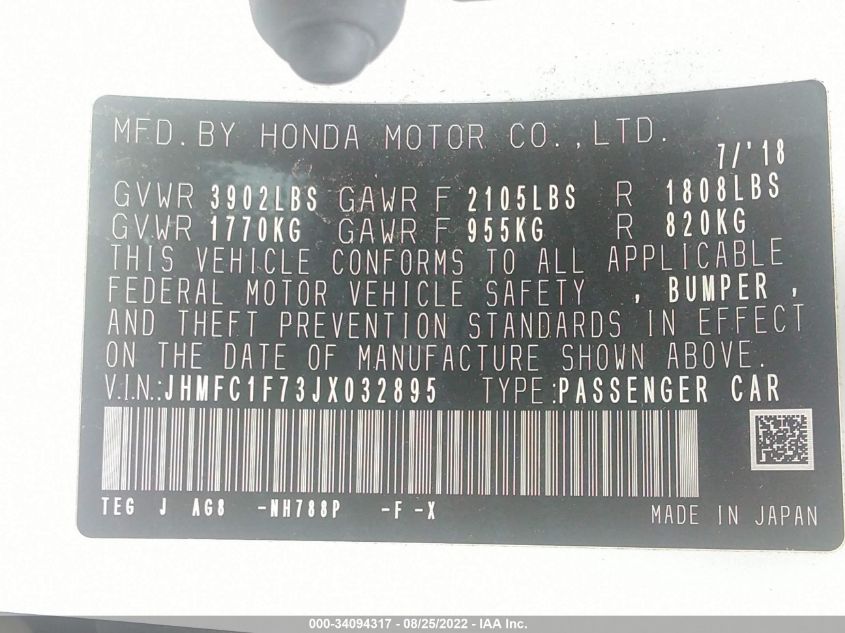 MFD. BY HONDA MOTOR CO., LTD.
7/'18
GVWR 3902LBS GAWR F 2105LBS R 1808LBS
GVWR 1770KG GAWR F 955KG R 820KG
THIS VEHICLE CONFORMS TO ALL APPLICABLE
FEDERAL MOTOR VEHICLE SAFETY , BUMPER ,
AND THEFT PREVENTION STANDARDS IN EFFECT
ON THE DATE OF MANUFACTURE SHOWN ABOVE.
V.I.N.:JHMFC1F73JX032895 TYPE:PASSENGER CAR
TEG J AG8 -NH788P -F -X MADE IN JAPAN
000-34094317 - 08/25/2022 - IAA Inc.